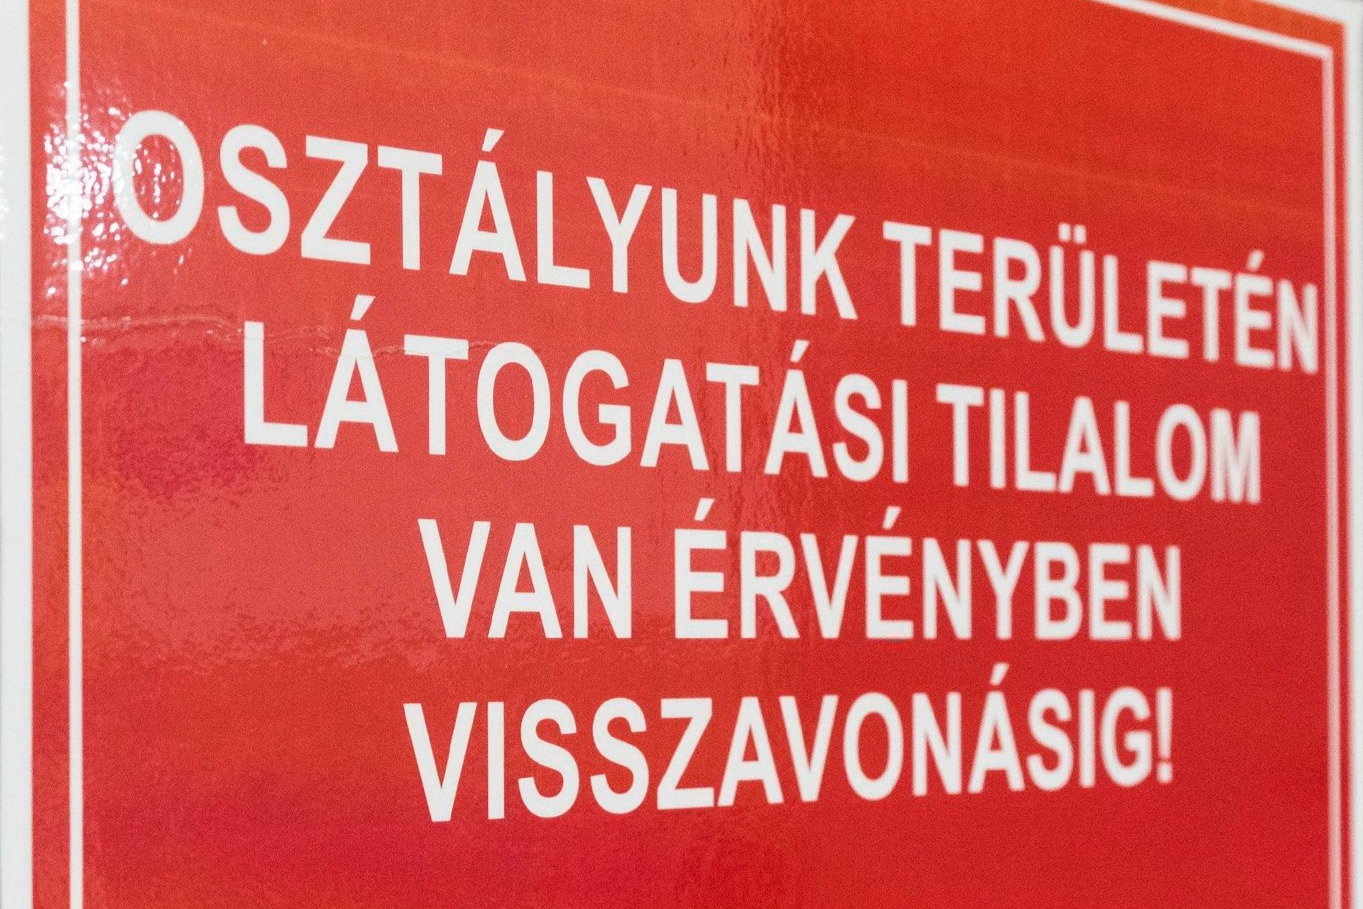 OSZTÁLYUNK TERÜLETÉN
LÁTOGATÁSI TILALOM
VAN ÉRVÉNYBEN
VISSZAVONÁSIG!